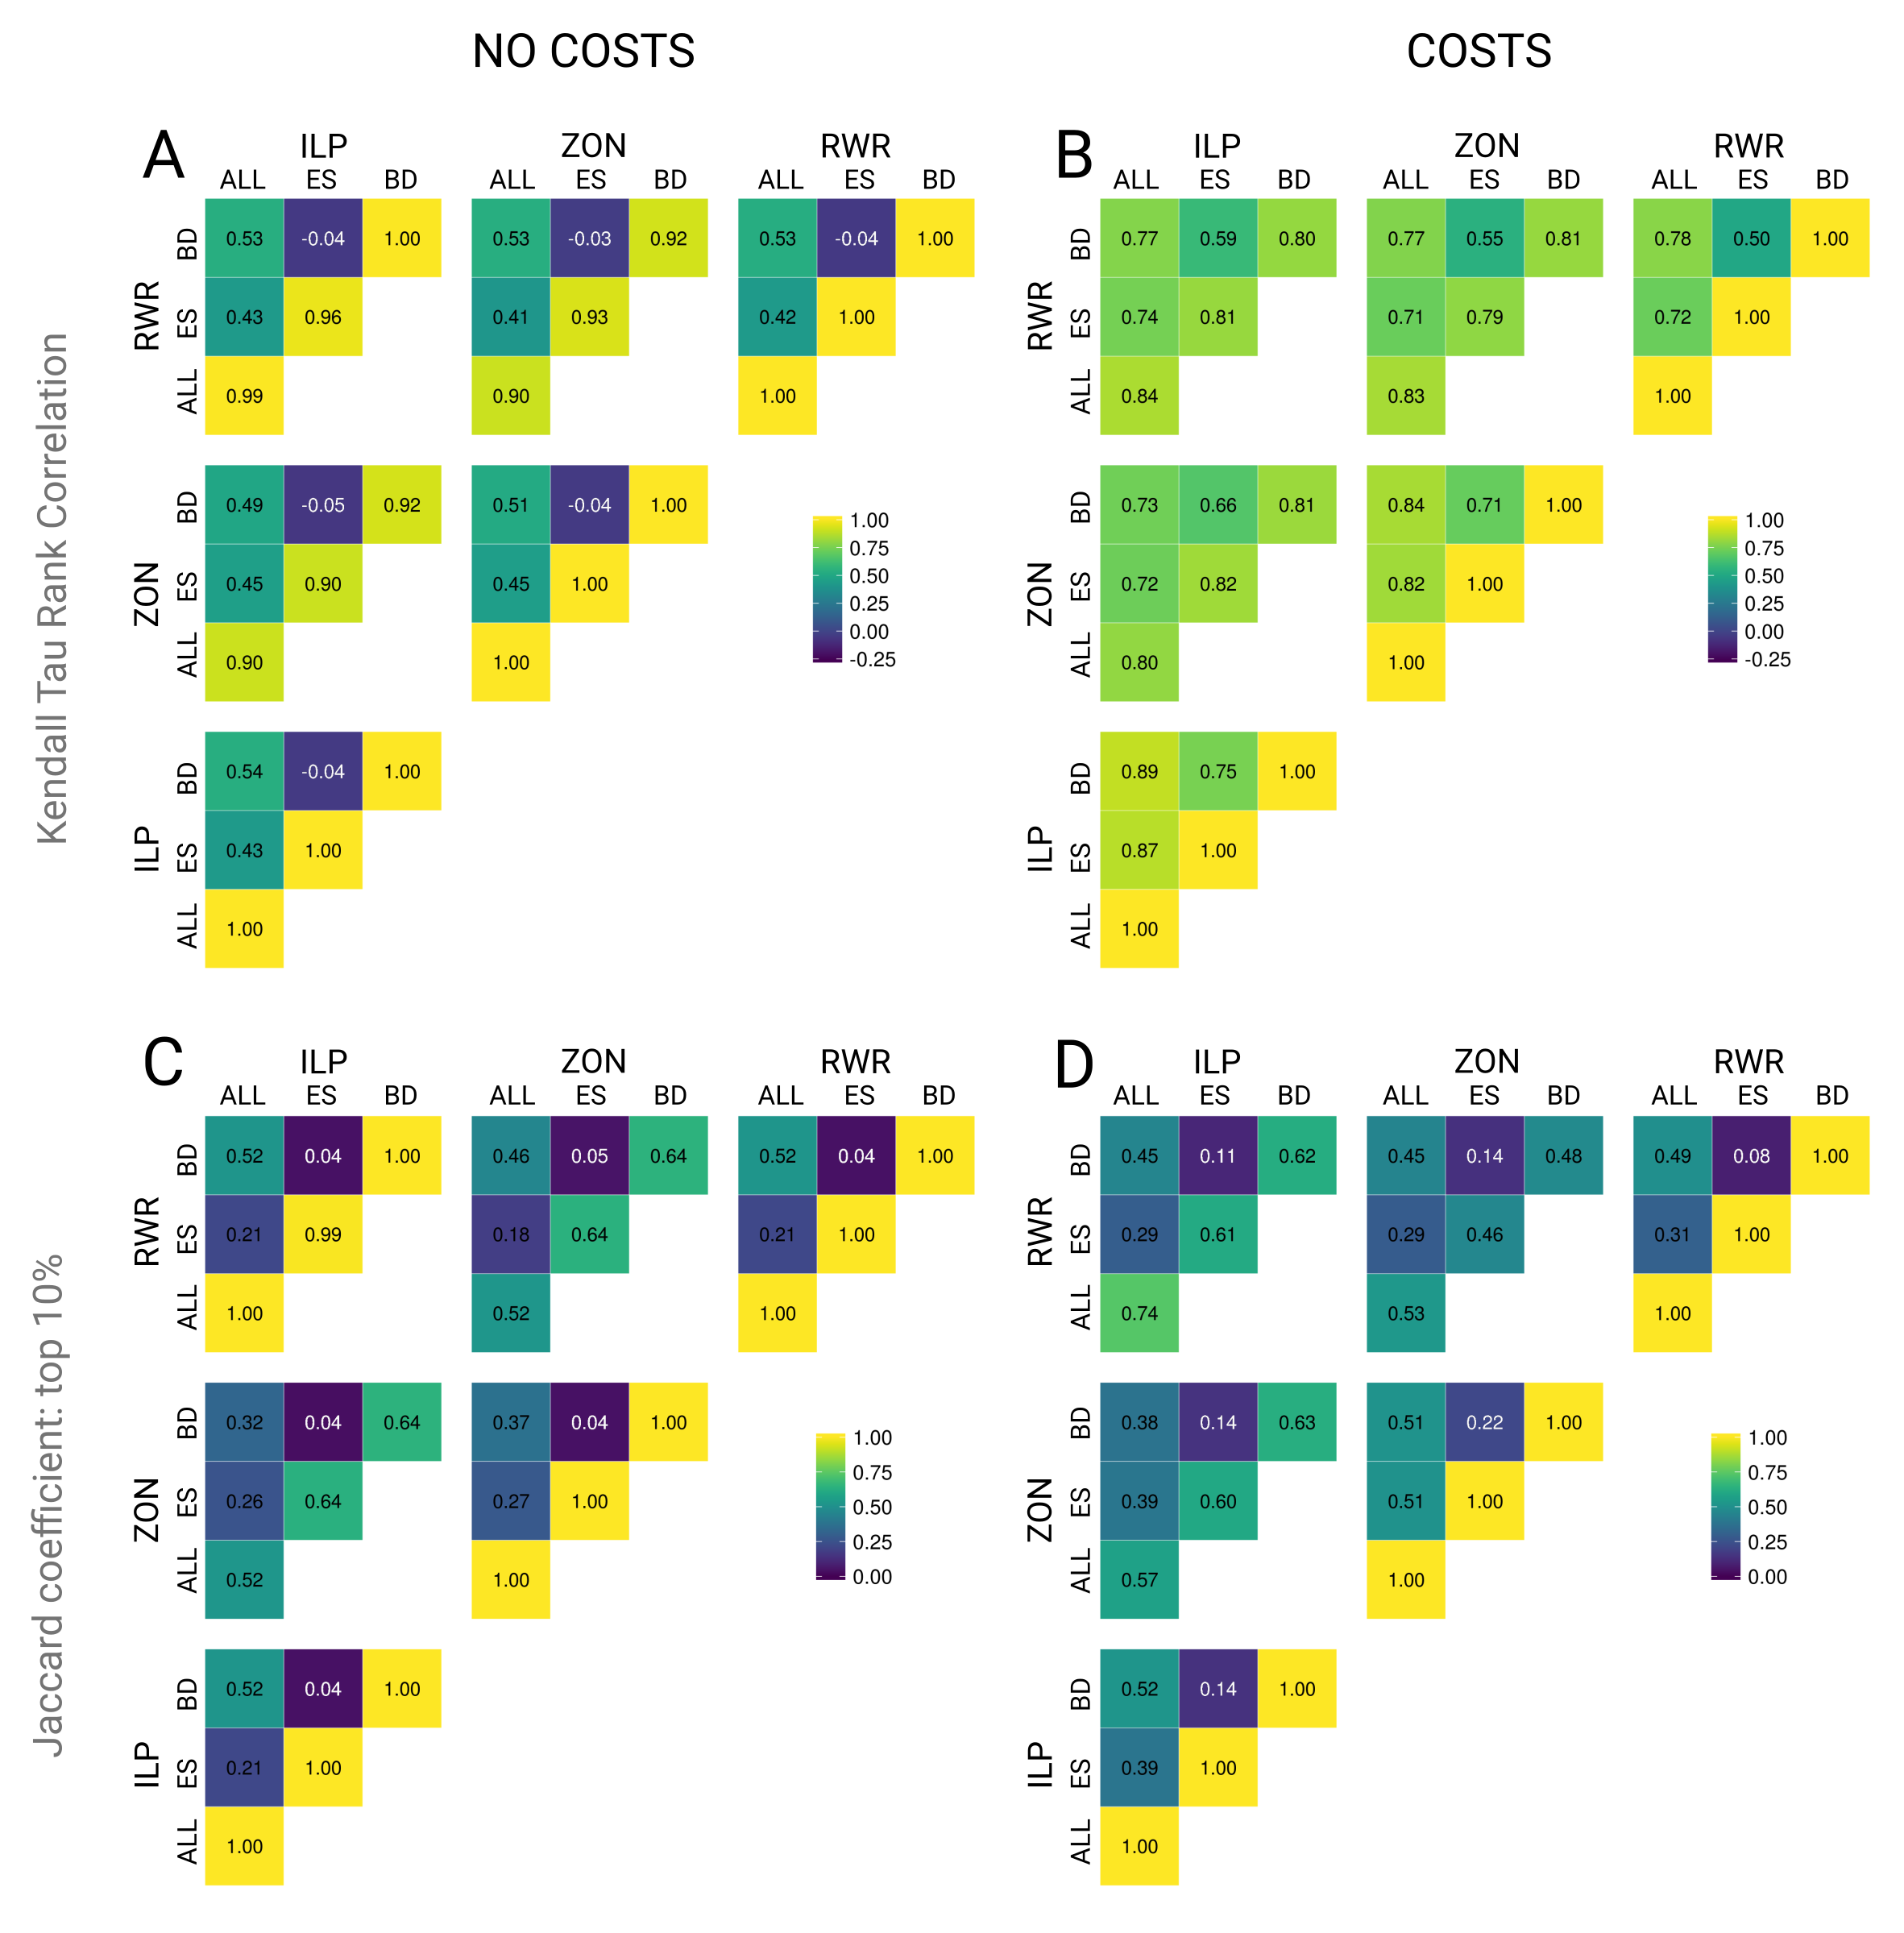 NO COSTS
COSTS
Kendall Tau Rank Correlation
A
ILP ZON RWR
ALL ES BD ALL ES BD ALL ES BD
RWR
BD 0.53 -0.04 1.00 0.53 -0.03 0.92 0.53 -0.04 1.00
ES 0.43 0.96 0.41 0.93 0.42 1.00
ALL 0.99 0.90 1.00
ZON
BD 0.49 -0.05 0.92 0.51 -0.04 1.00
ES 0.45 0.90 0.45 1.00
ALL 0.90 1.00
1.00
0.75
0.50
0.25
0.00
-0.25
ILP
BD 0.54 -0.04 1.00
ES 0.43 1.00
ALL 1.00
B
ILP ZON RWR
ALL ES BD ALL ES BD ALL ES BD
RWR
BD 0.77 0.59 0.80 0.77 0.55 0.81 0.78 0.50 1.00
ES 0.74 0.81 0.71 0.79 0.72 1.00
ALL 0.84 0.83 1.00
ZON
BD 0.73 0.66 0.81 0.84 0.71 1.00
ES 0.72 0.82 0.82 1.00
ALL 0.80 1.00
1.00
0.75
0.50
0.25
0.00
-0.25
ILP
BD 0.89 0.75 1.00
ES 0.87 1.00
ALL 1.00
Jaccard coefficient: top 10%
C
ILP ZON RWR
ALL ES BD ALL ES BD ALL ES BD
RWR
BD 0.52 0.04 1.00 0.46 0.05 0.64 0.52 0.04 1.00
ES 0.21 0.99 0.18 0.64 0.21 1.00
ALL 1.00 0.52 1.00
ZON
BD 0.32 0.04 0.64 0.37 0.04 1.00
ES 0.26 0.64 0.27 1.00
ALL 0.52 1.00
1.00
0.75
0.50
0.25
0.00
ILP
BD 0.52 0.04 1.00
ES 0.21 1.00
ALL 1.00
D
ILP ZON RWR
ALL ES BD ALL ES BD ALL ES BD
RWR
BD 0.45 0.11 0.62 0.45 0.14 0.48 0.49 0.08 1.00
ES 0.29 0.61 0.29 0.46 0.31 1.00
ALL 0.74 0.53 1.00
ZON
BD 0.38 0.14 0.63 0.51 0.22 1.00
ES 0.39 0.60 0.51 1.00
ALL 0.57 1.00
1.00
0.75
0.50
0.25
0.00
ILP
BD 0.52 0.14 1.00
ES 0.39 1.00
ALL 1.00